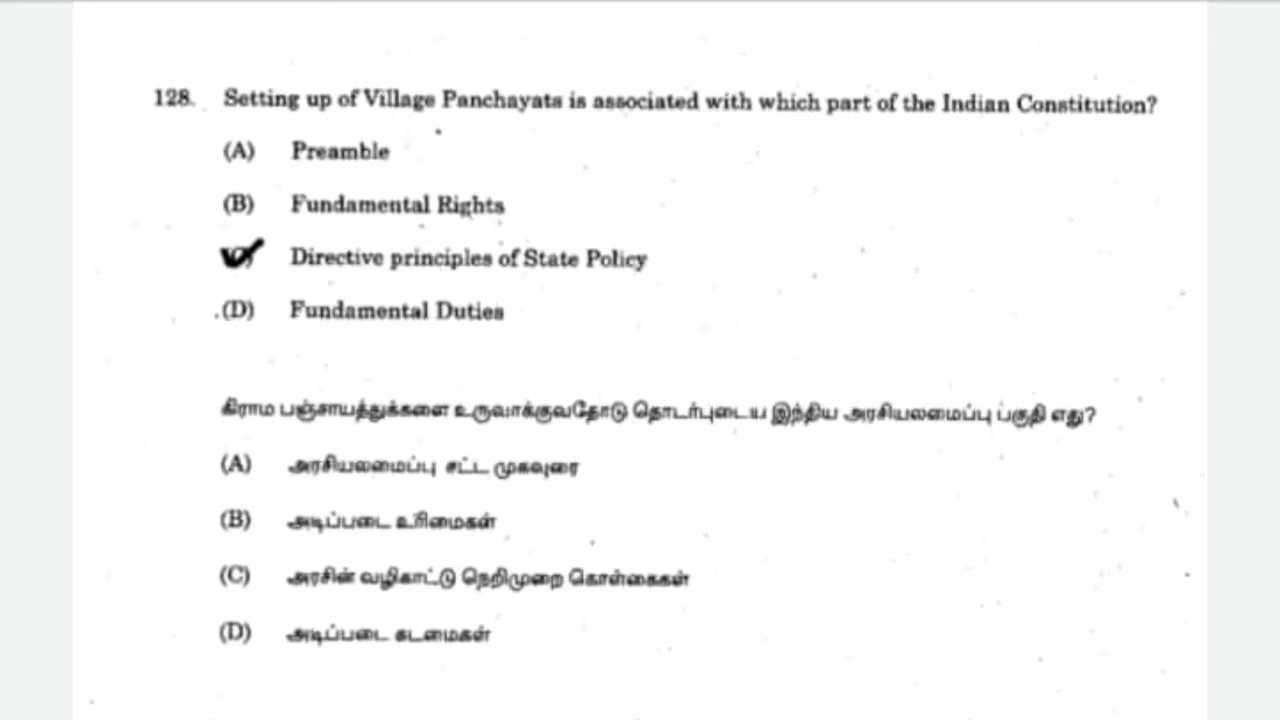 128. Setting up of Village Panchayats is associated with which part of the Indian Constitution?
(A) Preamble
(B) Fundamental Rights
Directive principles of State Policy
(D) Fundamental Duties
கிராம பஞ்சாயத்துக்களை உருவாக்குவதோடு தொடர்புடைய இந்திய அரசியலமைப்பு பகுதி எது?
(A) அரசியலமைப்பு சட்ட முகவுரை
(B) அடிப்படை உரிமைகள்
(C) அரசின் வழிகாட்டு நெறிமுறை கொள்கைகள்
(D) அடிப்படை கடமைகள்